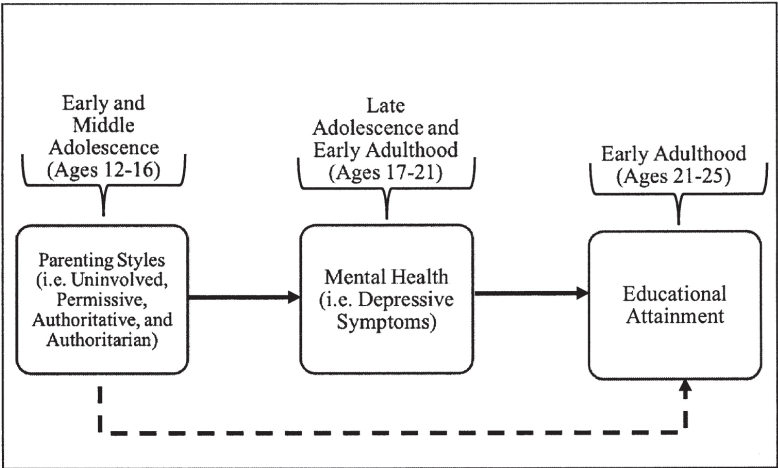 Early and
Middle
Adolescence
(Ages 12-16)
Late
Adolescence and
Early Adulthood
(Ages 17-21)
Early Adulthood
(Ages 21-25)
Parenting Styles
(i.e. Uninvolved,
Permissive,
Authoritative, and
Authoritarian)
Mental Health
(i.e. Depressive
Symptoms)
Educational
Attainment